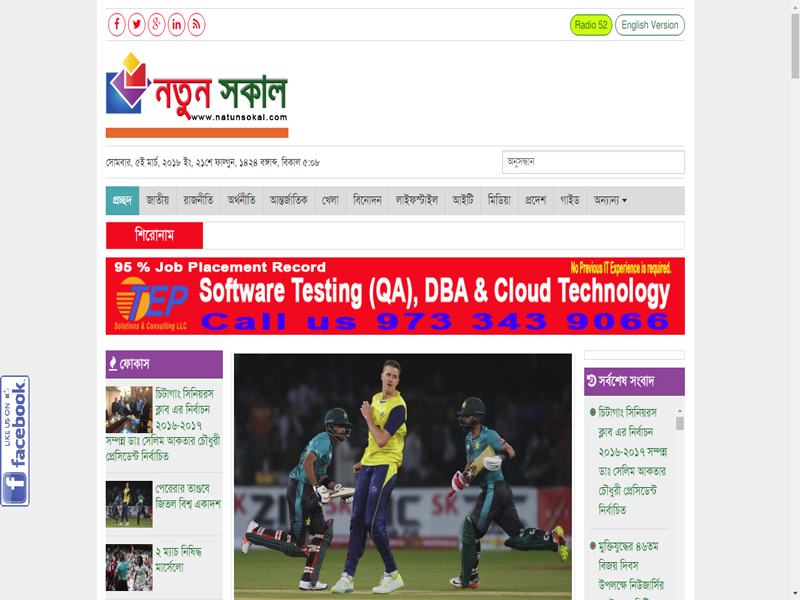 Radio 52
English Version
নতুন সকাল
www.natunsokal.com
সোমবার, ৫ই মার্চ, ২০১৮ ইং, ২১শে ফাল্গুন, ১৪২৪ বঙ্গাব্দ, বিকাল ৫:০৮
অনুসন্ধান
প্রচ্ছদ জাতীয় রাজনীতি অর্থনীতি আন্তর্জাতিক খেলা বিনোদন লাইফস্টাইল আইটি মিডিয়া প্রদেশ গাইড অন্যান্য
শিরোনাম
95 % Job Placement Record
No Previous IT Experience is required.
TEP
Solutions & Consulting LLC
Software Testing (QA), DBA & Cloud Technology
Call us 973 343 9066
ফোকাস
চিটাগাং সিনিয়রস
ক্লাব এর নির্বাচন
২০১৬-২০১৭
সম্পন্ন ডাঃ সেলিম আকতার চৌধুরী
প্রেসিডেন্ট নির্বাচিত
পেরেরার তাণ্ডবে
জিতল বিশ্ব একাদশ
২ ম্যাচ নিষিদ্ধ
মার্সেলো
সর্বশেষ সংবাদ
চিটাগাং সিনিয়রস
ক্লাব এর নির্বাচন
২০১৬-২০১৭ সম্পন্ন
ডাঃ সেলিম আকতার
চৌধুরী প্রেসিডেন্ট
নির্বাচিত
মুক্তিযুদ্ধের ৪৬তম
বিজয় দিবস
উপলক্ষে নিউজার্সির
LIKE US ON
facebook.